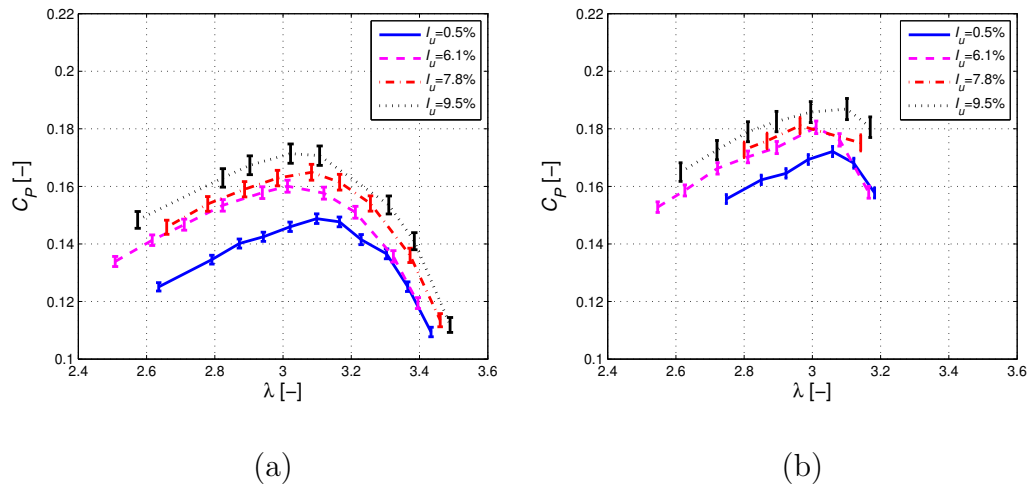 0.22
0.2
0.18
0.16
0.14
0.12
0.1
2.4 2.6 2.8 3 3.2 3.4 3.6
C_P [−]
λ [−]
I_u=0.5%
I_u=6.1%
I_u=7.8%
I_u=9.5%
(a)
0.22
0.2
0.18
0.16
0.14
0.12
0.1
2.4 2.6 2.8 3 3.2 3.4 3.6
C_P [−]
λ [−]
I_u=0.5%
I_u=6.1%
I_u=7.8%
I_u=9.5%
(b)